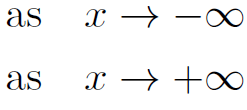 as x → −∞
as x → +∞